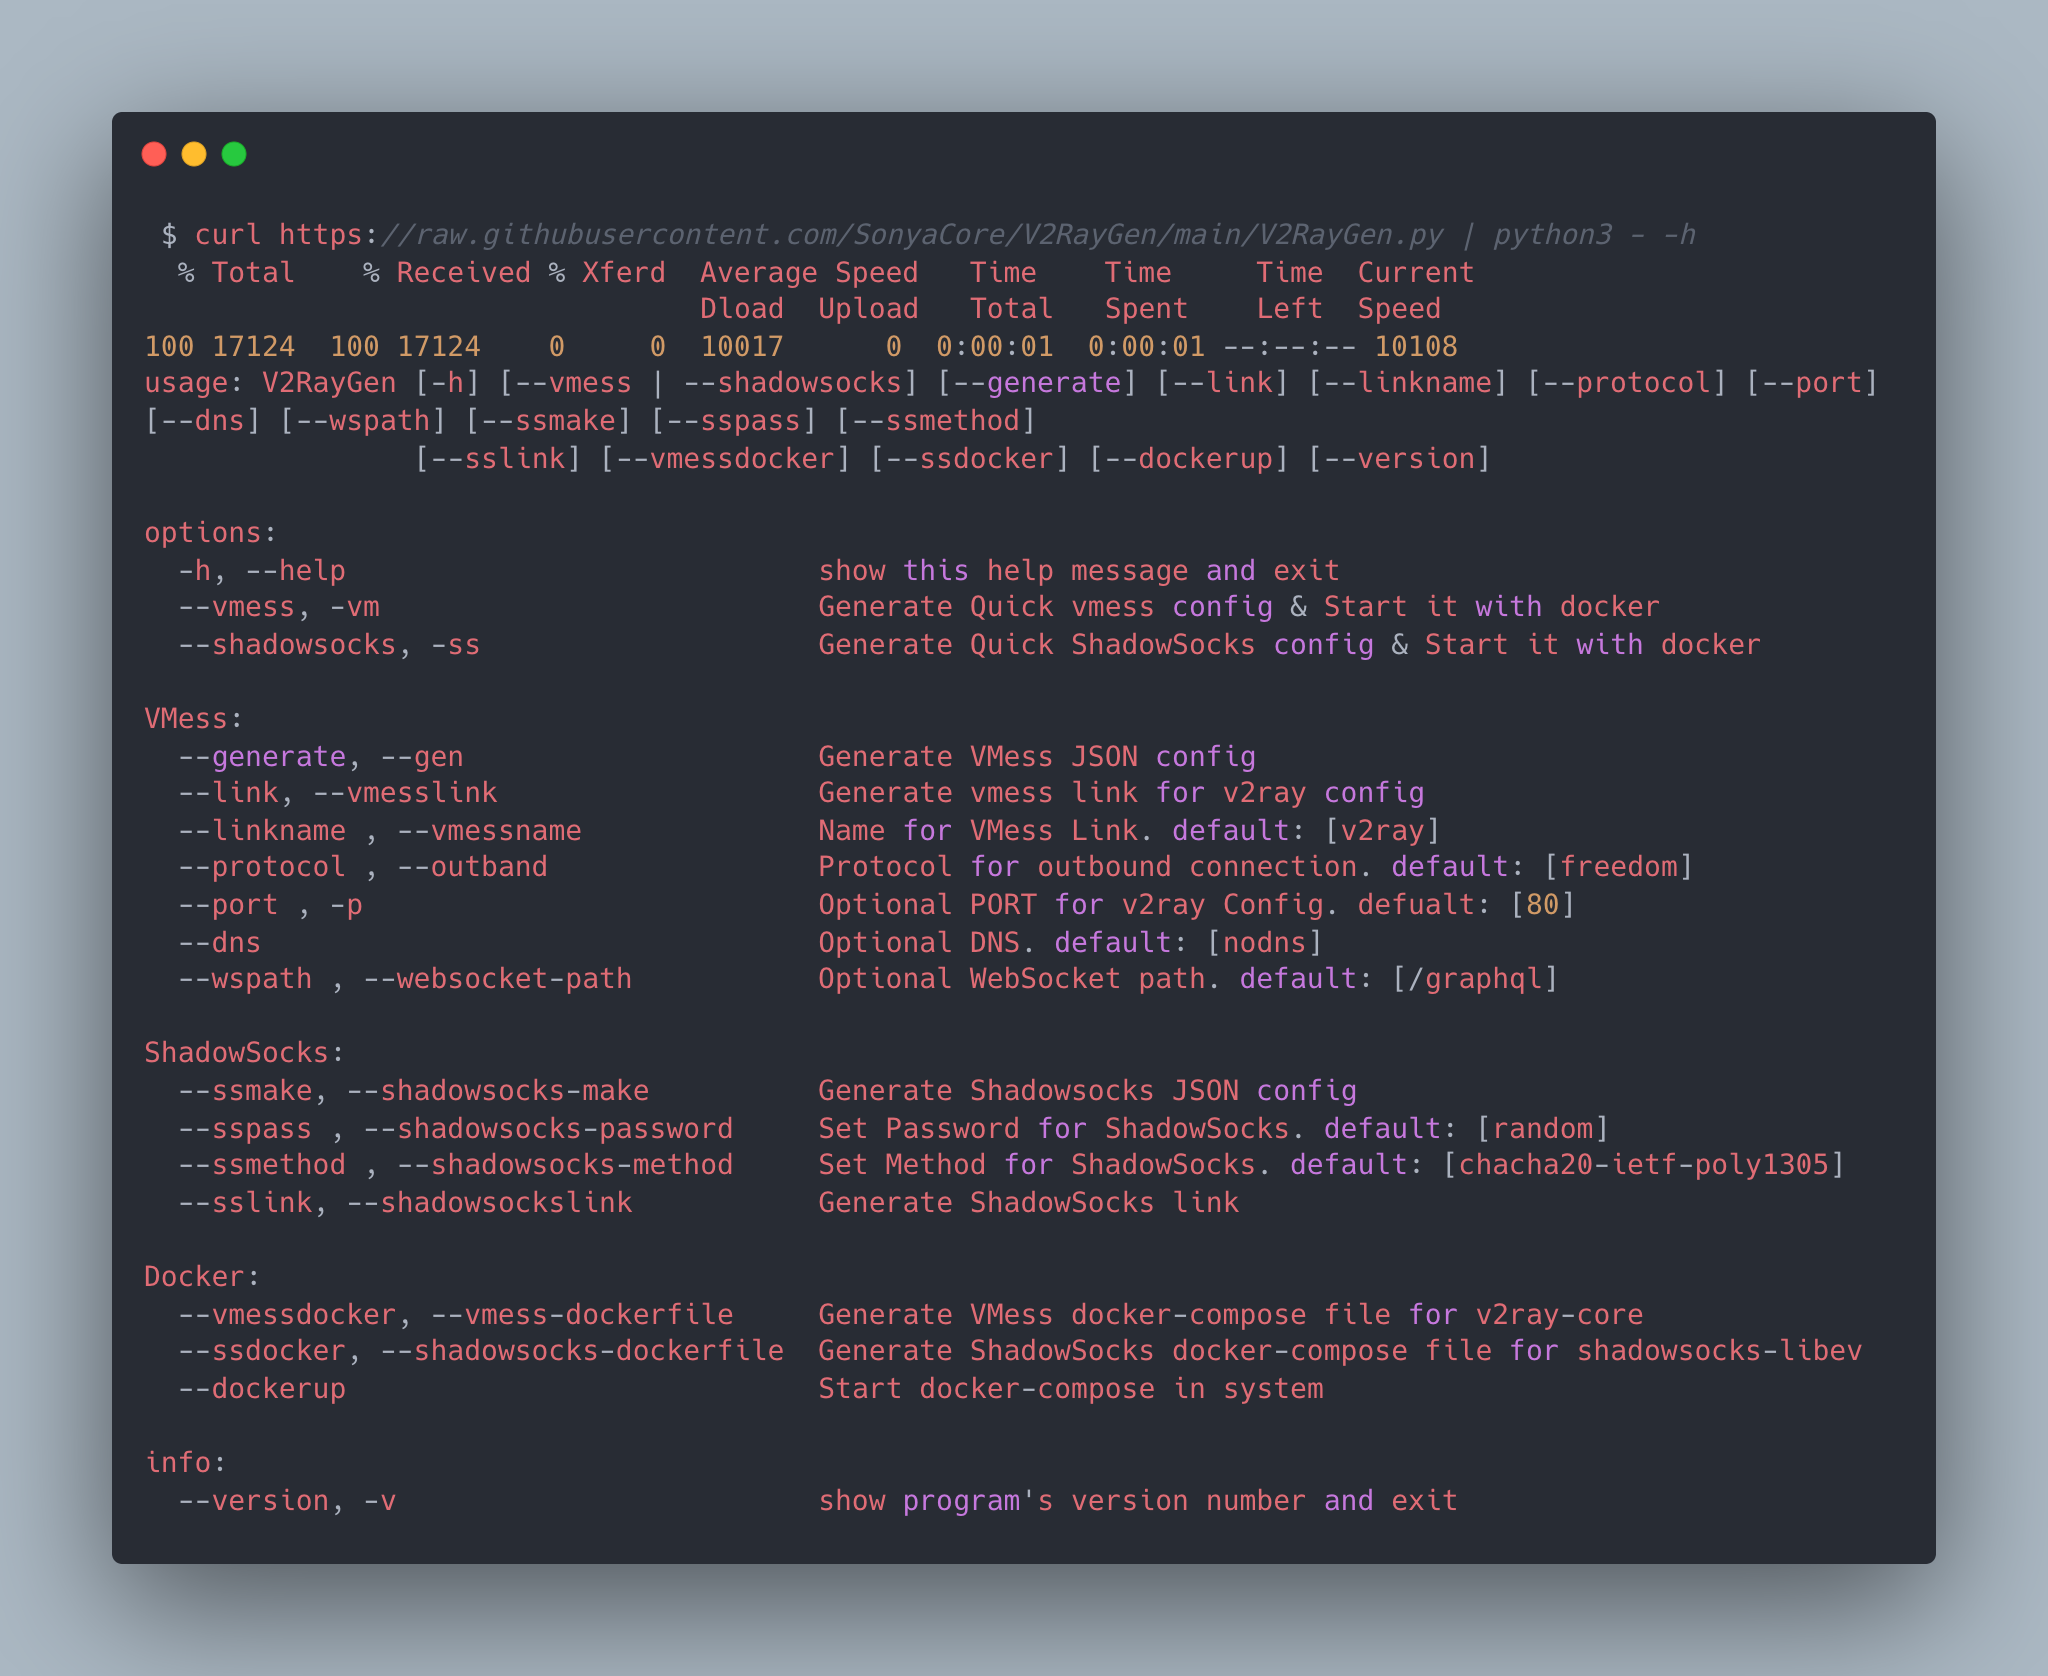 $ curl https://raw.githubusercontent.com/SonyaCore/V2RayGen/main/V2RayGen.py | python3 - -h
% Total    % Received % Xferd  Average Speed   Time    Time     Time  Current
Dload  Upload   Total   Spent    Left  Speed
100 17124  100 17124    0     0  10017      0  0:00:01  0:00:01 --:--:-- 10108
usage: V2RayGen [-h] [--vmess | --shadowsocks] [--generate] [--link] [--linkname] [--protocol] [--port]
[--dns] [--wspath] [--ssmake] [--sspass] [--ssmethod]
[--sslink] [--vmessdocker] [--ssdocker] [--dockerup] [--version]
options:
-h, --help                            show this help message and exit
--vmess, -vm                          Generate Quick vmess config & Start it with docker
--shadowsocks, -ss                    Generate Quick ShadowSocks config & Start it with docker
VMess:
--generate, --gen                     Generate VMess JSON config
--link, --vmesslink                   Generate vmess link for v2ray config
--linkname , --vmessname              Name for VMess Link. default: [v2ray]
--protocol , --outband                Protocol for outbound connection. default: [freedom]
--port , -p                           Optional PORT for v2ray Config. defualt: [80]
--dns                                 Optional DNS. default: [nodns]
--wspath , --websocket-path           Optional WebSocket path. default: [/graphql]
ShadowSocks:
--ssmake, --shadowsocks-make          Generate Shadowsocks JSON config
--sspass , --shadowsocks-password     Set Password for ShadowSocks. default: [random]
--ssmethod , --shadowsocks-method     Set Method for ShadowSocks. default: [chacha20-ietf-poly1305]
--sslink, --shadowsockslink           Generate ShadowSocks link
Docker:
--vmessdocker, --vmess-dockerfile     Generate VMess docker-compose file for v2ray-core
--ssdocker, --shadowsocks-dockerfile  Generate ShadowSocks docker-compose file for shadowsocks-libev
--dockerup                            Start docker-compose in system
info:
--version, -v                         show program's version number and exit